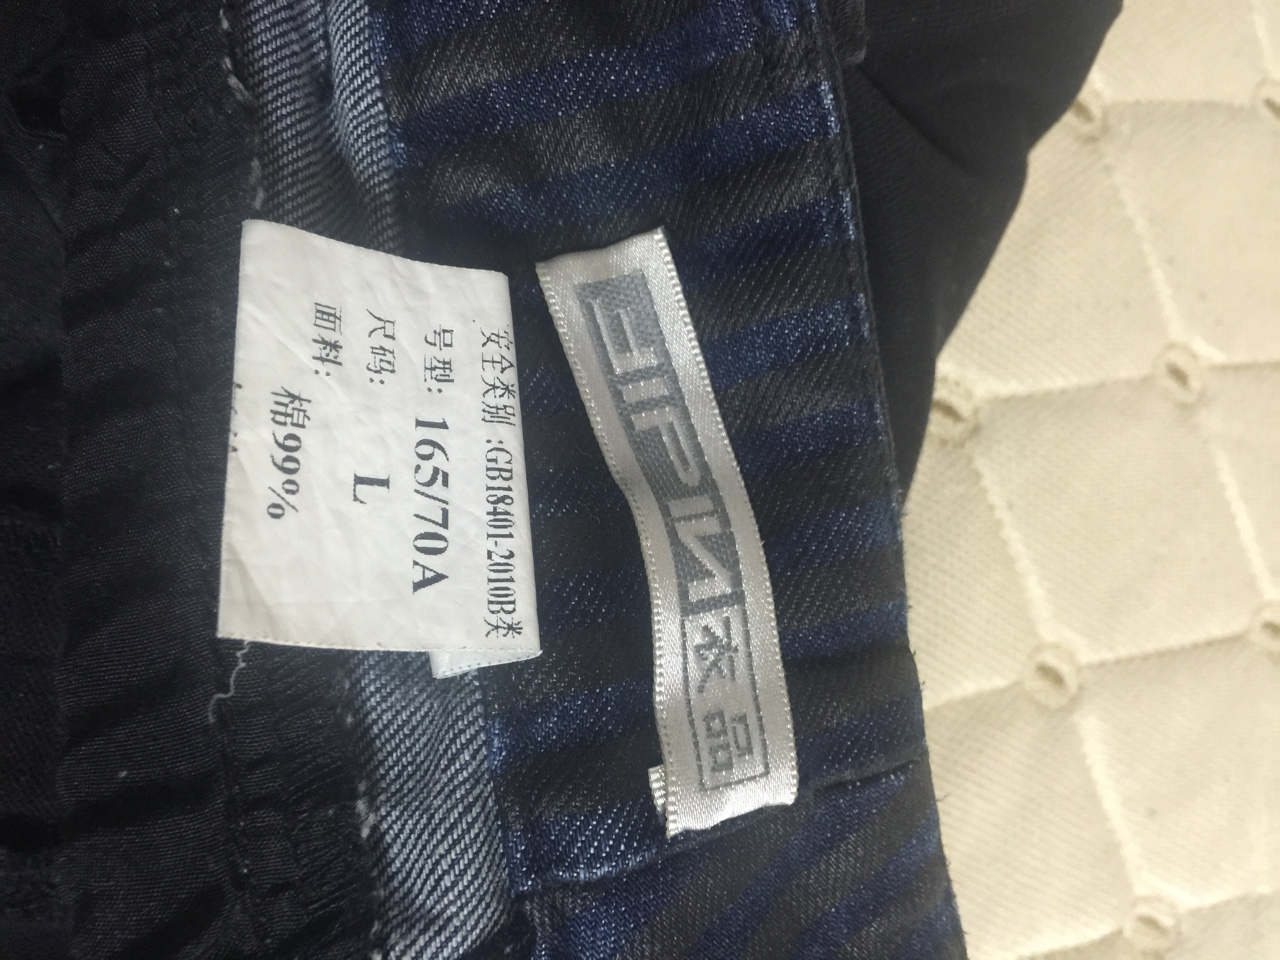 安全类别 :GB18401-2010B类
号型: 165/70A
尺码: L
面料:
棉99%
衣品